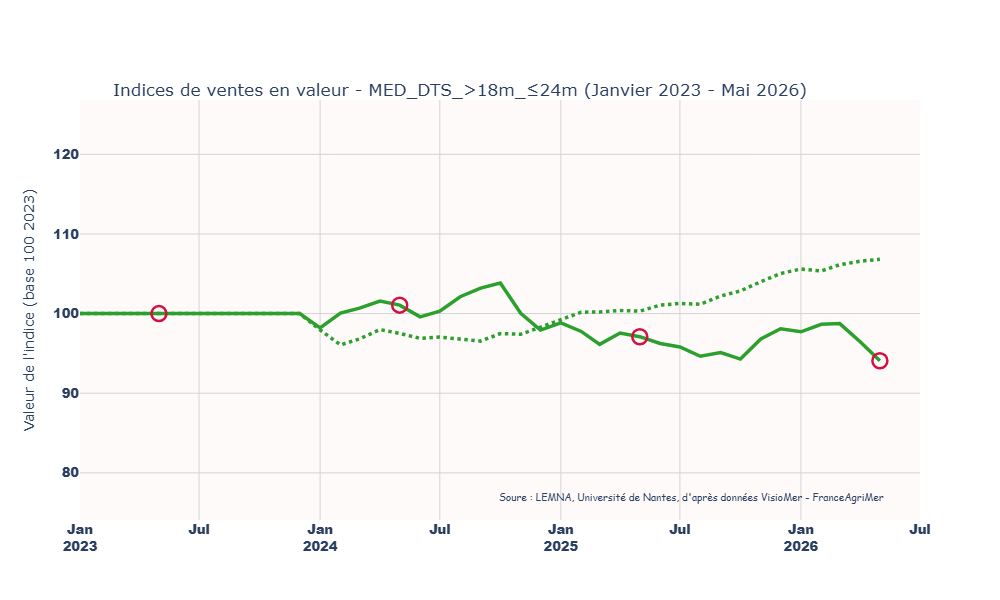 Indices de ventes en valeur - MED_DTS_>18m_≤24m (Janvier 2023 - Mai 2026)
Valeur de l'indice (base 100 2023)
120
110
100
90
80
Soure : LEMNA, Université de Nantes, d'après données VisioMer - FranceAgriMer
Jan Jul Jan Jul Jan Jul Jan Jul
2023 2024 2025 2026